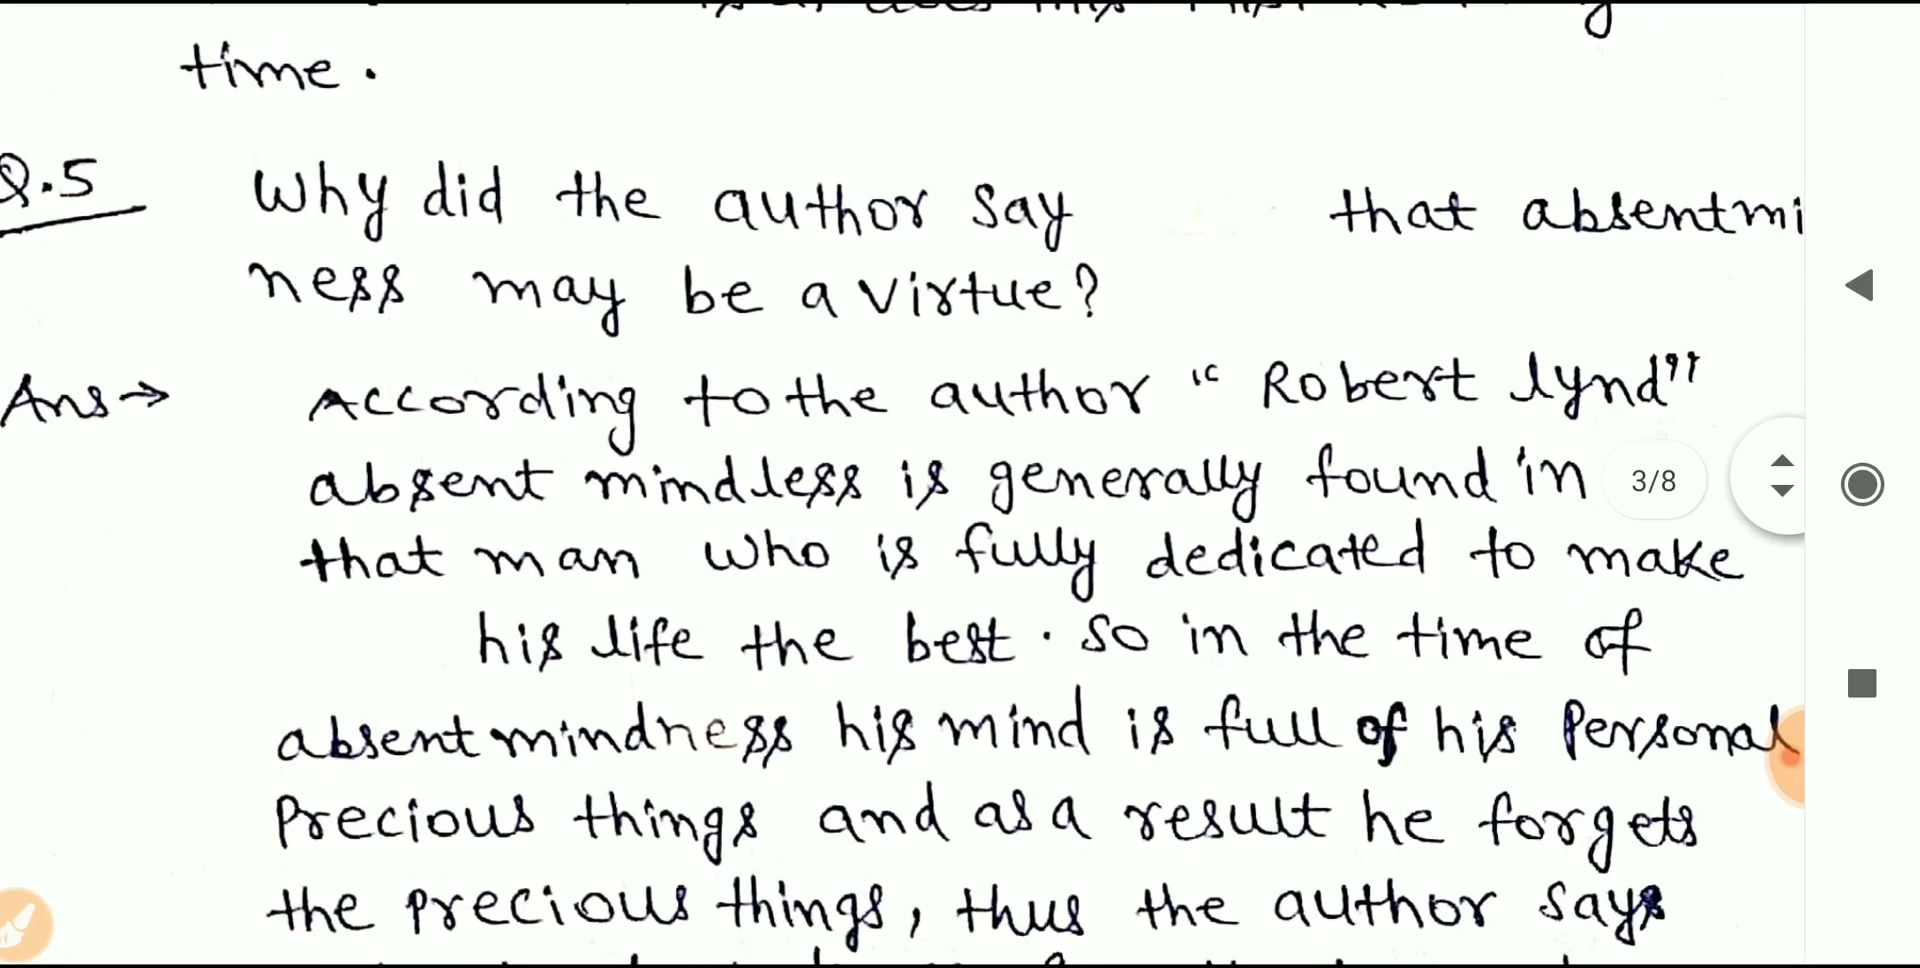 time.
Q.5 Why did the author say that absentmi
ness may be a virtue?
Ans→ According to the author "Robert lynd"
absent mindless is generally found in
3/8
that man who is fully dedicated to make
his life the best. so in the time of
absentmindness his mind is full of his Personal
Precious things and as a result he forgets
the precious things, thus the author says